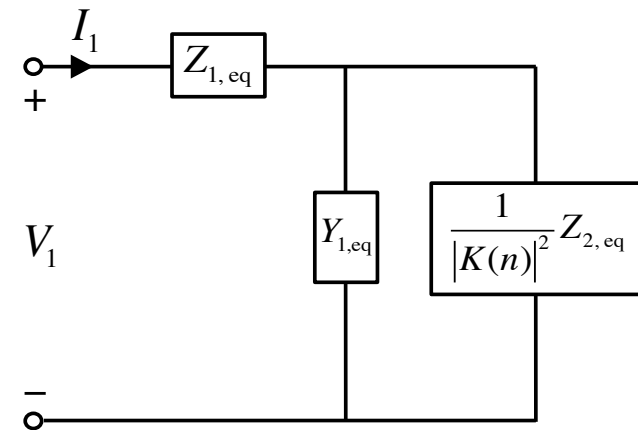 I₁
Z₁, eq
+
V₁
Y₁,eq
1/|K(n)|² Z₂, eq
−